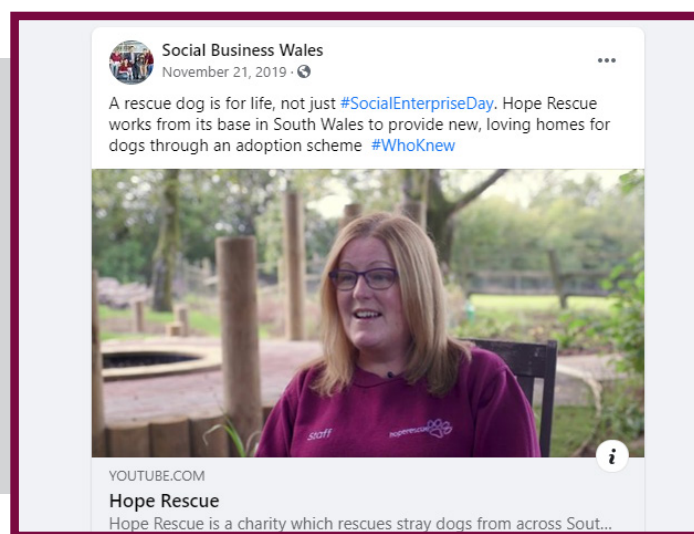 Social Business Wales
November 21, 2019 ·
A rescue dog is for life, not just #SocialEnterpriseDay. Hope Rescue
works from its base in South Wales to provide new, loving homes for
dogs through an adoption scheme #WhoKnew
staff
hoperescue
i
YOUTUBE.COM
Hope Rescue
Hope Rescue is a charity which rescues stray dogs from across Sout...